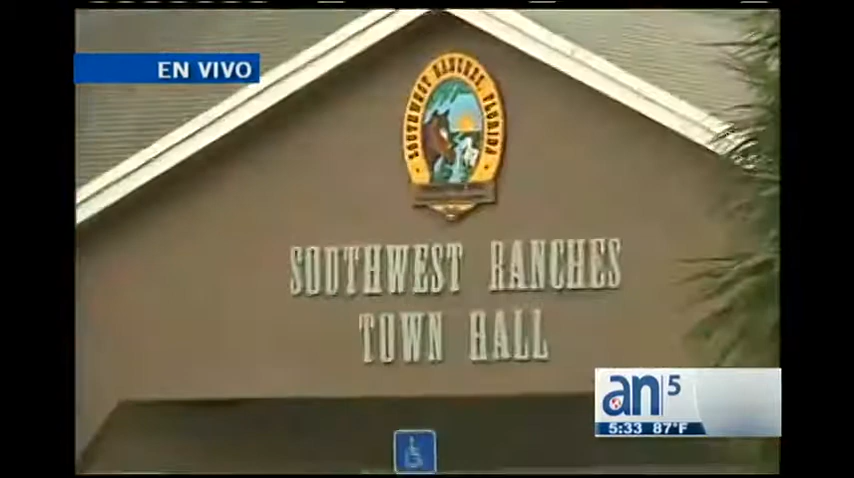 EN VIVO
SOUTHWEST RANCHES, FLORIDA
SOUTHWEST RANCHES
TOWN HALL
an 5
5:33 87°F